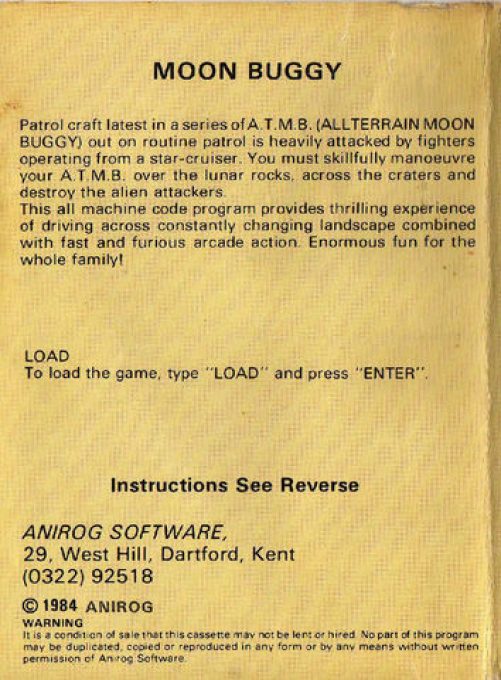 MOON BUGGY
Patrol craft latest in a series of A.T.M.B. (ALLTERRAIN MOON
BUGGY) out on routine patrol is heavily attacked by fighters
operating from a star-cruiser. You must skillfully manoeuvre
your A.T.M.B. over the lunar rocks, across the craters and
destroy the alien attackers.
This all machine code program provides thrilling experience
of driving across constantly changing landscape combined
with fast and furious arcade action. Enormous fun for the
whole family!
LOAD
To load the game, type "LOAD" and press "ENTER".
Instructions See Reverse
ANIROG SOFTWARE,
29, West Hill, Dartford, Kent
(0322) 92518
© 1984 ANIROG
WARNING
It is a condition of sale that this cassette may not be lent or hired. No part of this program
may be duplicated, copied or reproduced in any form or by any means without written
permission of Anirog Software.